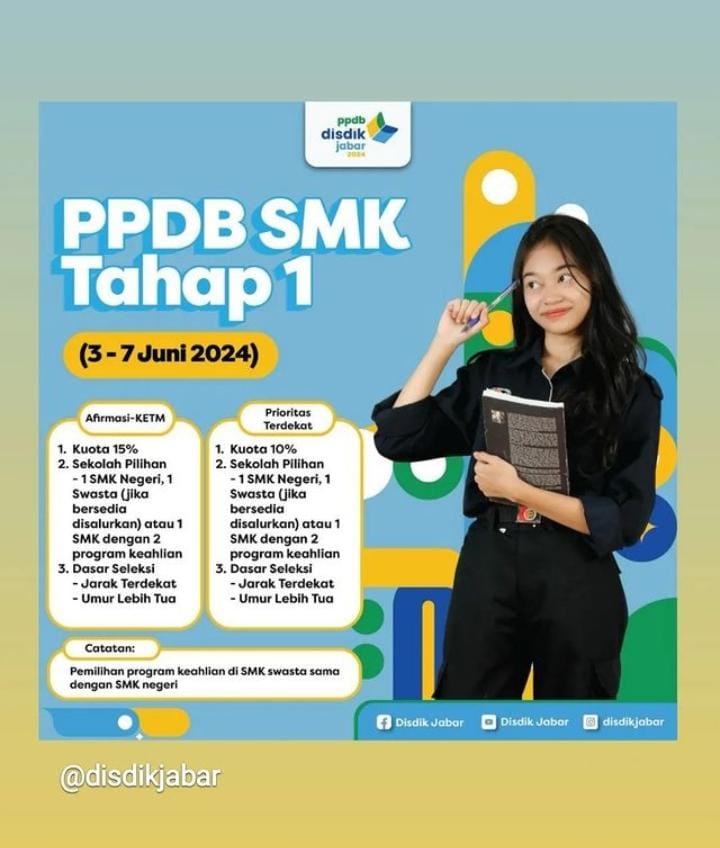 ppdb
disdik
jabar
2024
PPDB SMK
Tahap 1
(3 - 7 Juni 2024)
Afirmasi-KETM
1. Kuota 15%
2. Sekolah Pilihan
- 1 SMK Negeri, 1
Swasta (jika
bersedia
disalurkan) atau 1
SMK dengan 2
program keahlian
3. Dasar Seleksi
- Jarak Terdekat
- Umur Lebih Tua
Prioritas
Terdekat
1. Kuota 10%
2. Sekolah Pilihan
- 1 SMK Negeri, 1
Swasta (jika
bersedia
disalurkan) atau 1
SMK dengan 2
program keahlian
3. Dasar Seleksi
- Jarak Terdekat
- Umur Lebih Tua
Catatan:
Pemilihan program keahlian di SMK swasta sama
dengan SMK negeri
Disdik Jabar
Disdik Jabar
disdikjabar
@disdikjabar